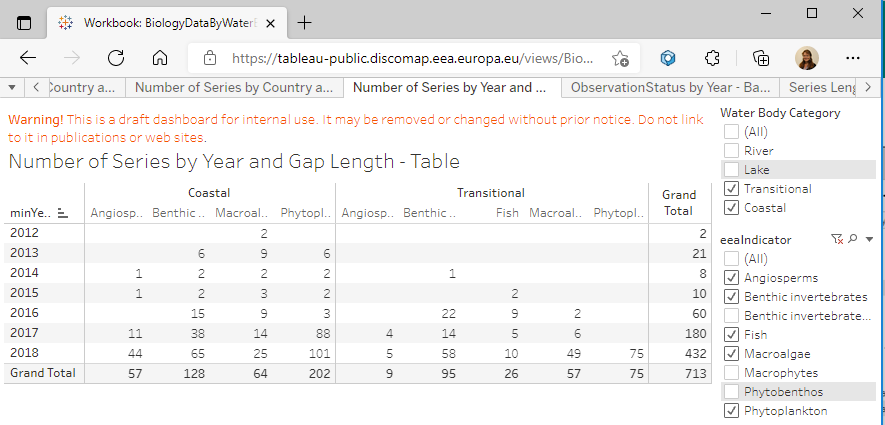 Workbook: BiologyDataByWaterB
https://tableau-public.discomap.eea.europa.eu/views/Bio...
Country a... Number of Series by Country a... Number of Series by Year and ... ObservationStatus by Year - Ba... Series Leng
Warning! This is a draft dashboard for internal use. It may be removed or changed without prior notice. Do not link
to it in publications or web sites.
Number of Series by Year and Gap Length - Table
Coastal Transitional Grand Total
minYe.. Angiosp.. Benthic .. Macroal.. Phytopl.. Angiosp.. Benthic .. Fish Macroal.. Phytopl..
2012 2 2
2013 6 9 6 21
2014 1 2 2 2 1 8
2015 1 2 3 2 2 10
2016 15 9 3 22 9 2 60
2017 11 38 14 88 4 14 5 6 180
2018 44 65 25 101 5 58 10 49 75 432
Grand Total 57 128 64 202 9 95 26 57 75 713
Water Body Category
(All)
River
Lake
Transitional
Coastal
eeaIndicator
(All)
Angiosperms
Benthic invertebrates
Benthic invertebrate...
Fish
Macroalgae
Macrophytes
Phytobenthos
Phytoplankton